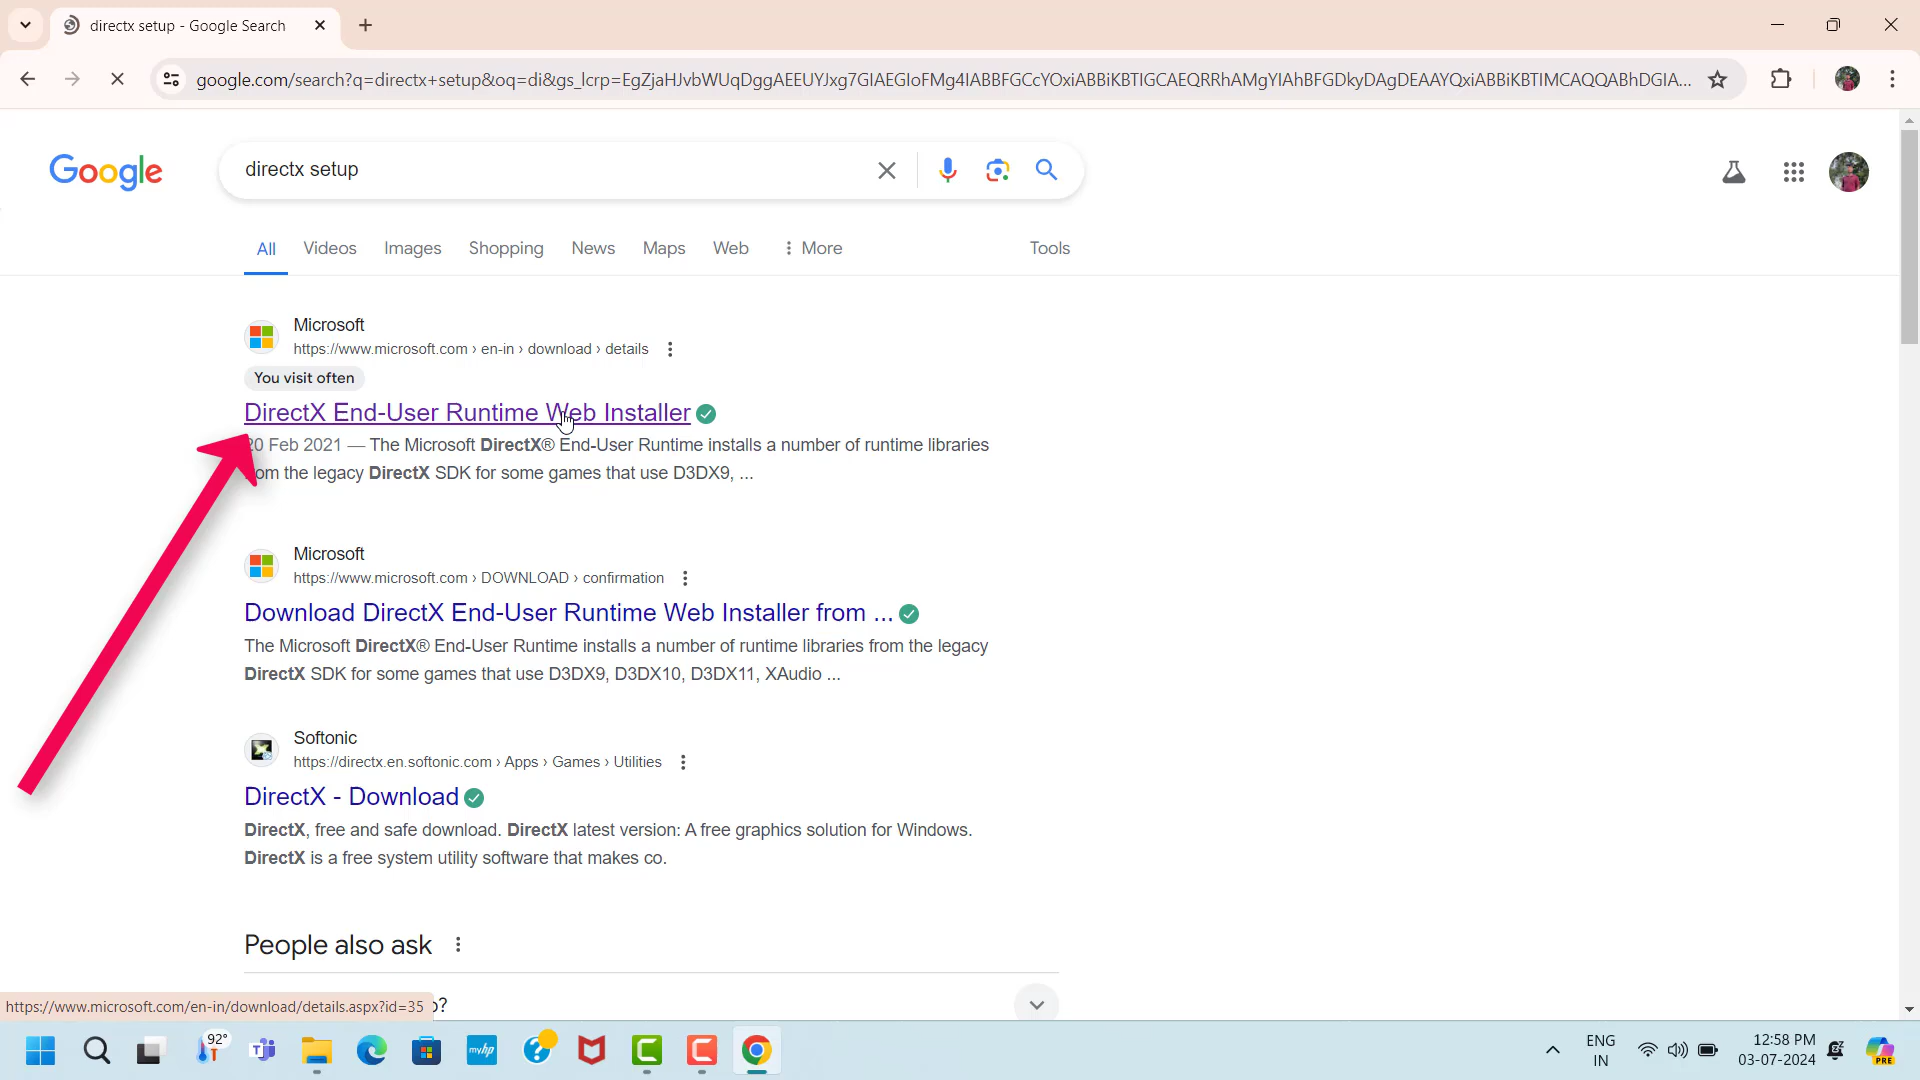 directx setup - Google Search
google.com/search?q=directx+setup&oq=di&gs_lcrp=EgZjaHJvbWUqDggAEEUYJxg7GIAEGIoFMg4IABBFGCcYOxiABBiKBTIGCAEQRRhAMgYIAhBFGDkyDAgDEAAYQxiABBiKBTIMCAQQABhDGIA...
Google
directx setup
All Videos Images Shopping News Maps Web More Tools
Microsoft
https://www.microsoft.com › en-in › download › details
You visit often
DirectX End-User Runtime Web Installer
20 Feb 2021 — The Microsoft DirectX® End-User Runtime installs a number of runtime libraries
from the legacy DirectX SDK for some games that use D3DX9, ...
Microsoft
https://www.microsoft.com › DOWNLOAD › confirmation
Download DirectX End-User Runtime Web Installer from ...
The Microsoft DirectX® End-User Runtime installs a number of runtime libraries from the legacy
DirectX SDK for some games that use D3DX9, D3DX10, D3DX11, XAudio ...
Softonic
https://directx.en.softonic.com › Apps › Games › Utilities
DirectX - Download
DirectX, free and safe download. DirectX latest version: A free graphics solution for Windows.
DirectX is a free system utility software that makes co.
People also ask
https://www.microsoft.com/en-in/download/details.aspx?id=35
92°
myhp
ENG
IN
12:58 PM
03-07-2024
PRE